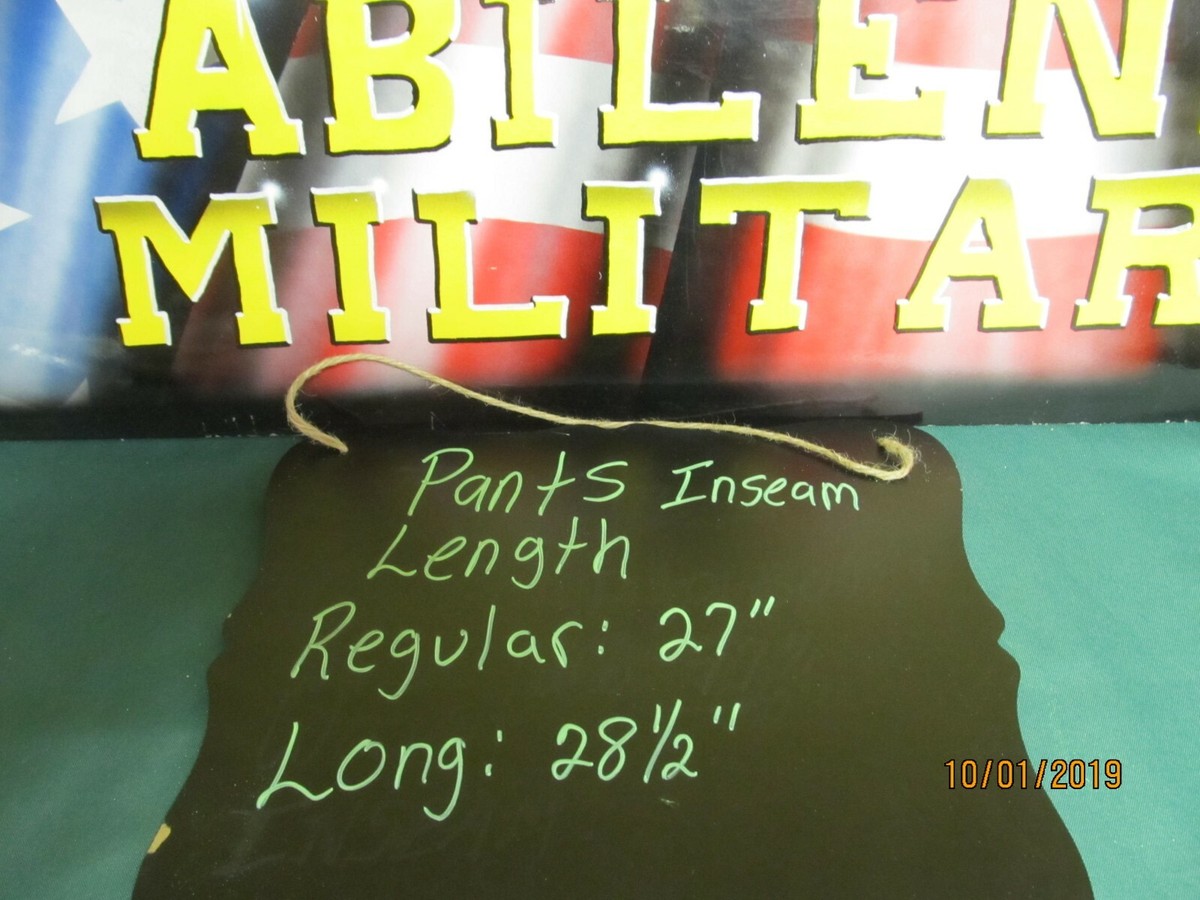 ABILEN
MILITAR
Pants Inseam
Length
Regular: 27"
Long: 28½"
10/01/2019